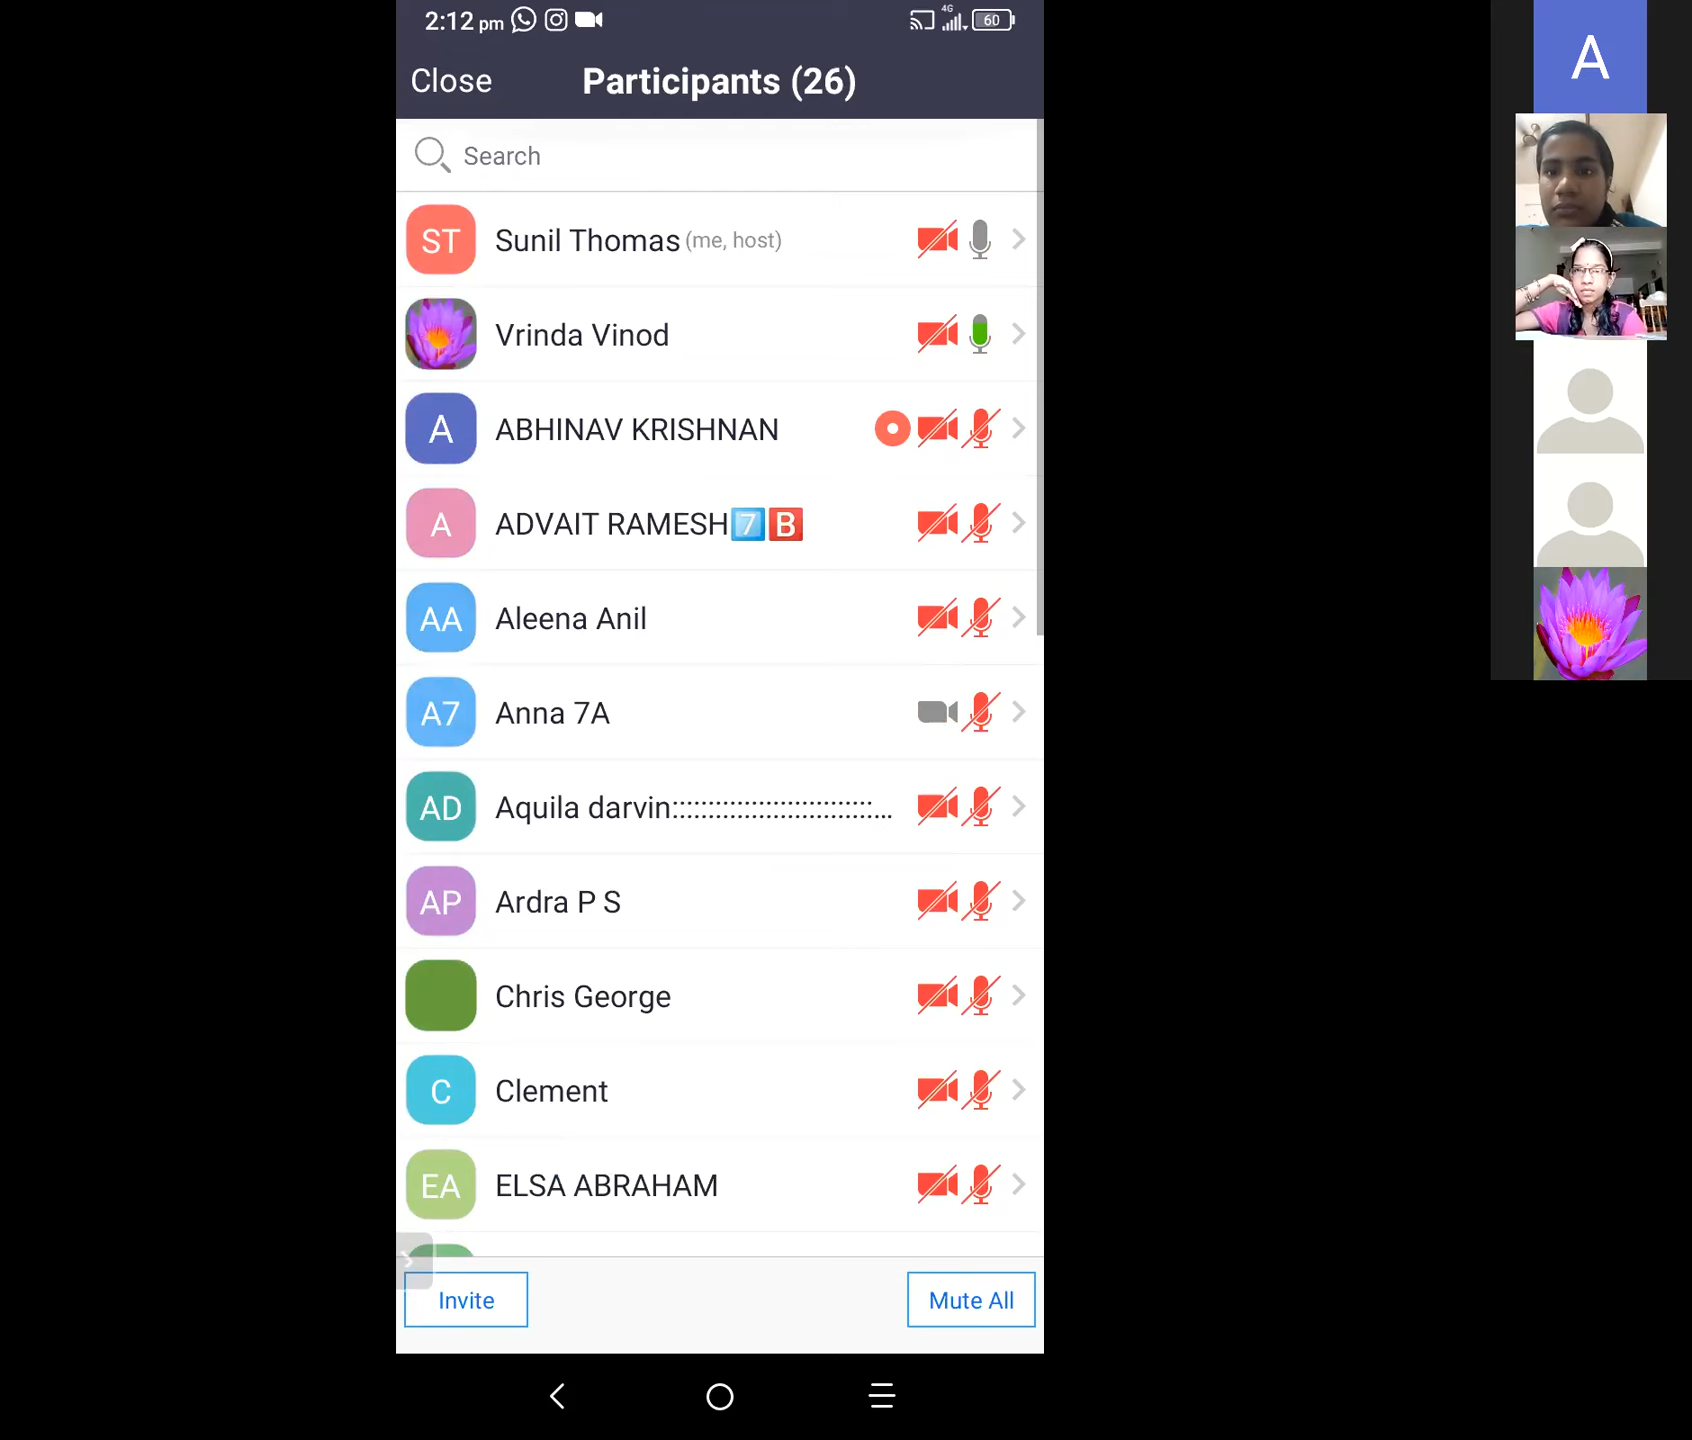 2:12 pm 4G 60
Close Participants (26)
Search
ST Sunil Thomas (me, host)
Vrinda Vinod
A ABHINAV KRISHNAN
A ADVAIT RAMESH7️⃣🅱️
AA Aleena Anil
A7 Anna 7A
AD Aquila darvin::::::::::::::::::::::::::::...
AP Ardra P S
Chris George
C Clement
EA ELSA ABRAHAM
Invite Mute All
A